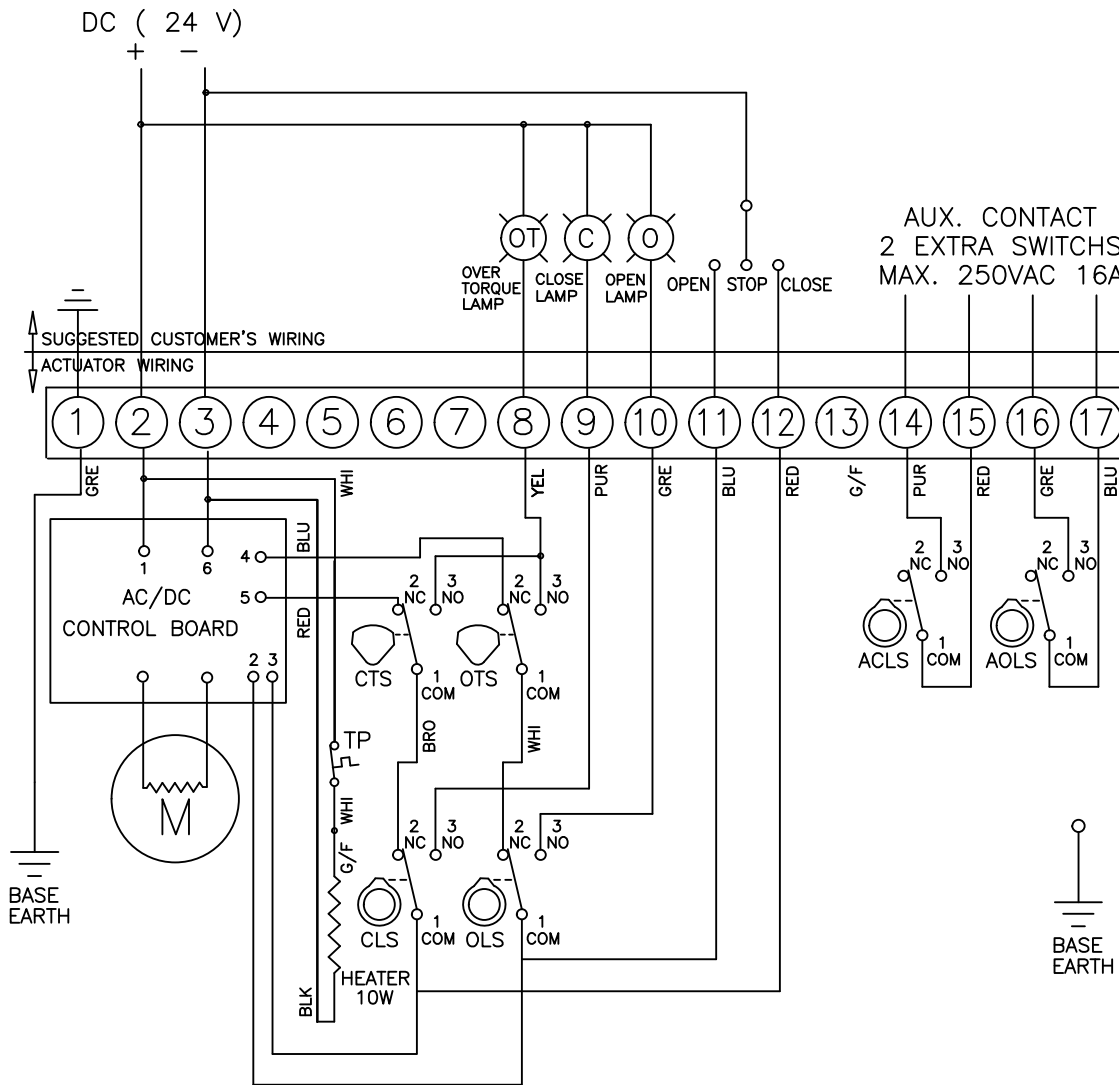 DC ( 24 V)
+ −
AUX. CONTACT
2 EXTRA SWITCHS
MAX. 250VAC 16A
OT C O
OVER
TORQUE
LAMP
CLOSE
LAMP
OPEN
LAMP
OPEN STOP CLOSE
SUGGESTED CUSTOMER'S WIRING
ACTUATOR WIRING
1 2 3 4 5 6 7 8 9 10 11 12 13 14 15 16 17
GRE WHI YEL PUR GRE BLU RED G/F PUR RED GRE BLU
1 6
4 BLU
5 RED
AC/DC
CONTROL BOARD
2 3
2 NC 3 NO
2 NC 3 NO
CTS 1 COM
OTS 1 COM
2 NC 3 NO
2 NC 3 NO
ACLS 1 COM
AOLS 1 COM
BRO WHI
TP
WHI
G/F
M
2 NC 3 NO
2 NC 3 NO
CLS 1 COM
OLS 1 COM
HEATER
10W
BLK
BASE
EARTH
BASE
EARTH